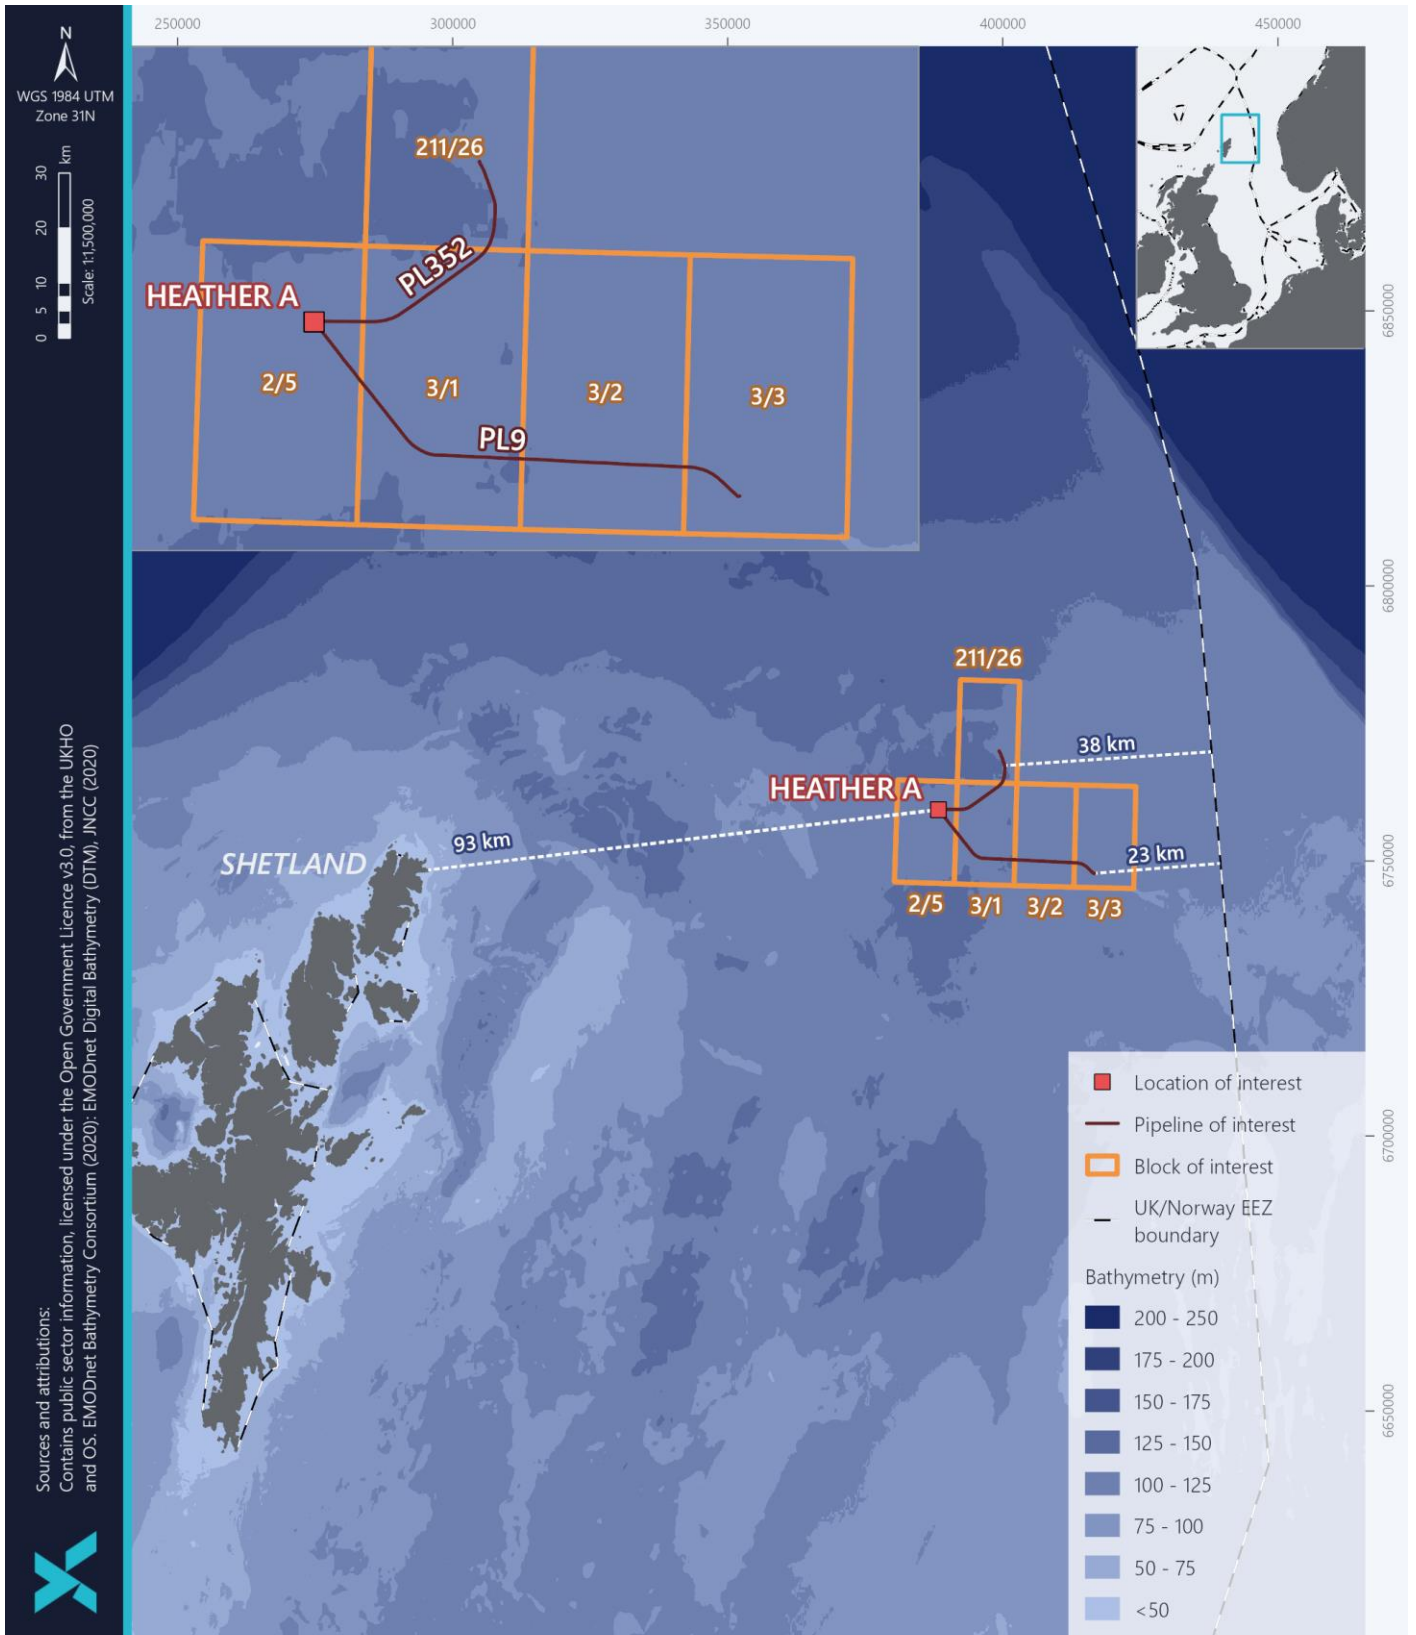 250000
300000
350000
400000
450000
N
WGS 1984 UTM
Zone 31N
0 5 10 20 30 km
Scale: 1:1,500,000
211/26
PL352
HEATHER A
2/5
3/1
3/2
3/3
PL9
6850000
6800000
6750000
6700000
6650000
211/26
38 km
HEATHER A
93 km
23 km
SHETLAND
2/5
3/1
3/2
3/3
Location of interest
Pipeline of interest
Block of interest
UK/Norway EEZ
boundary
Bathymetry (m)
200 - 250
175 - 200
150 - 175
125 - 150
100 - 125
75 - 100
50 - 75
<50
Sources and attributions:
Contains public sector information, licensed under the Open Government Licence v3.0, from the UKHO
and OS. EMODnet Bathymetry Consortium (2020): EMODnet Digital Bathymetry (DTM), JNCC (2020)